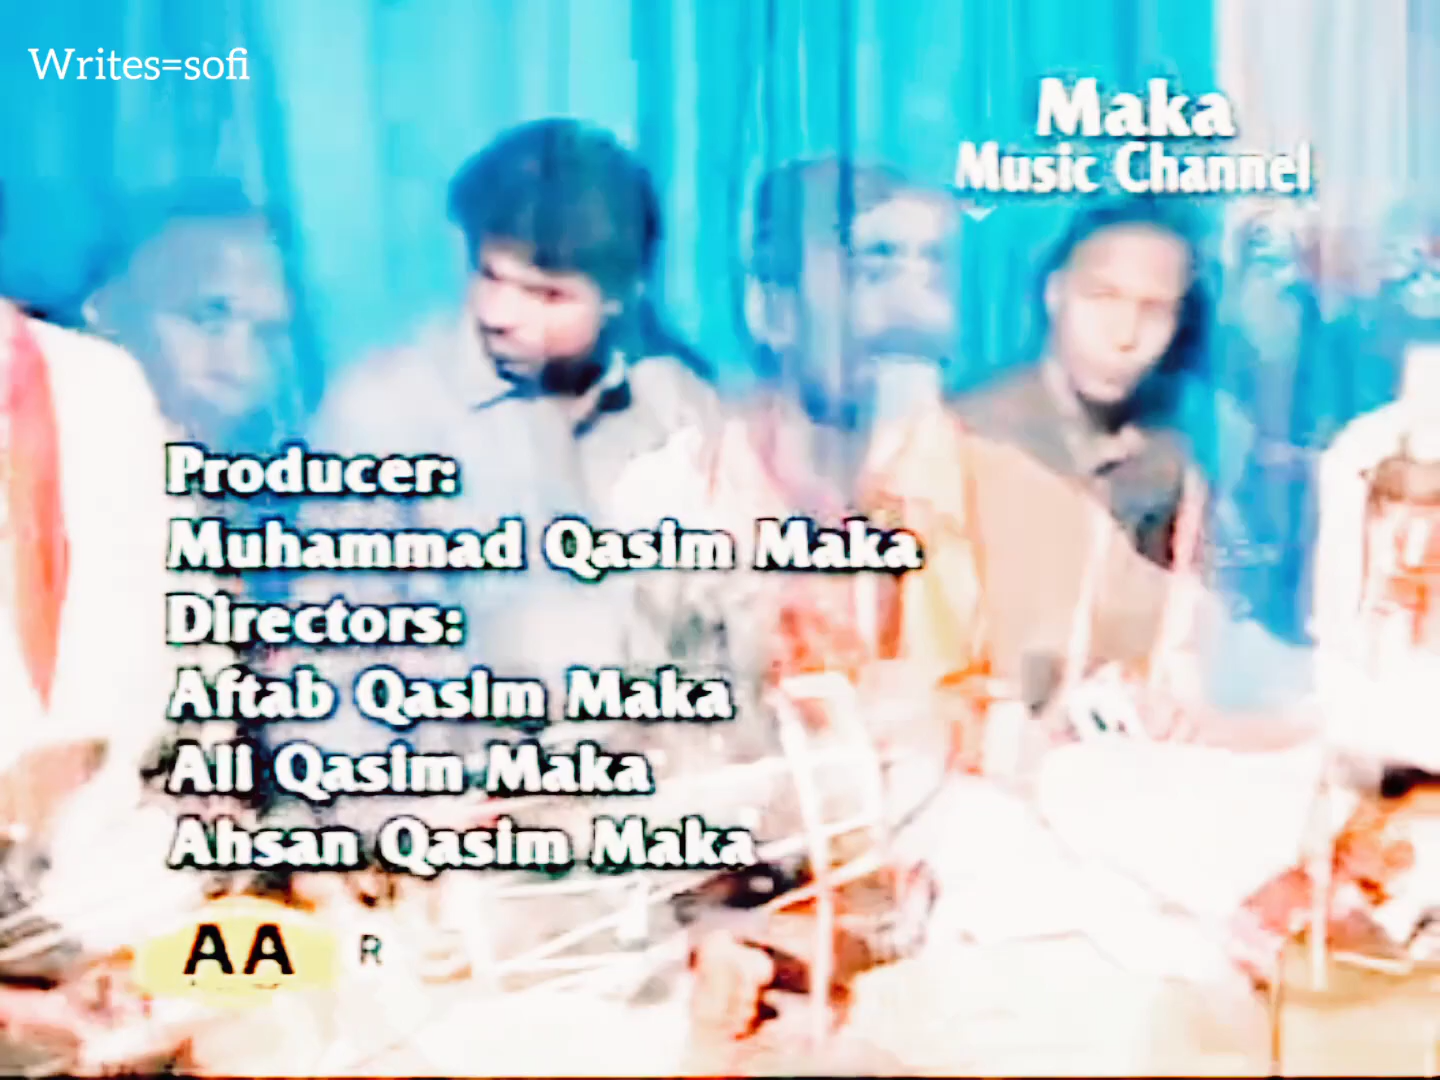 Writes=sofi
Maka
Music Channel
Producer:
Muhammad Qasim Maka
Directors:
Aftab Qasim Maka
Ali Qasim Maka
Ahsan Qasim Maka
AA
R